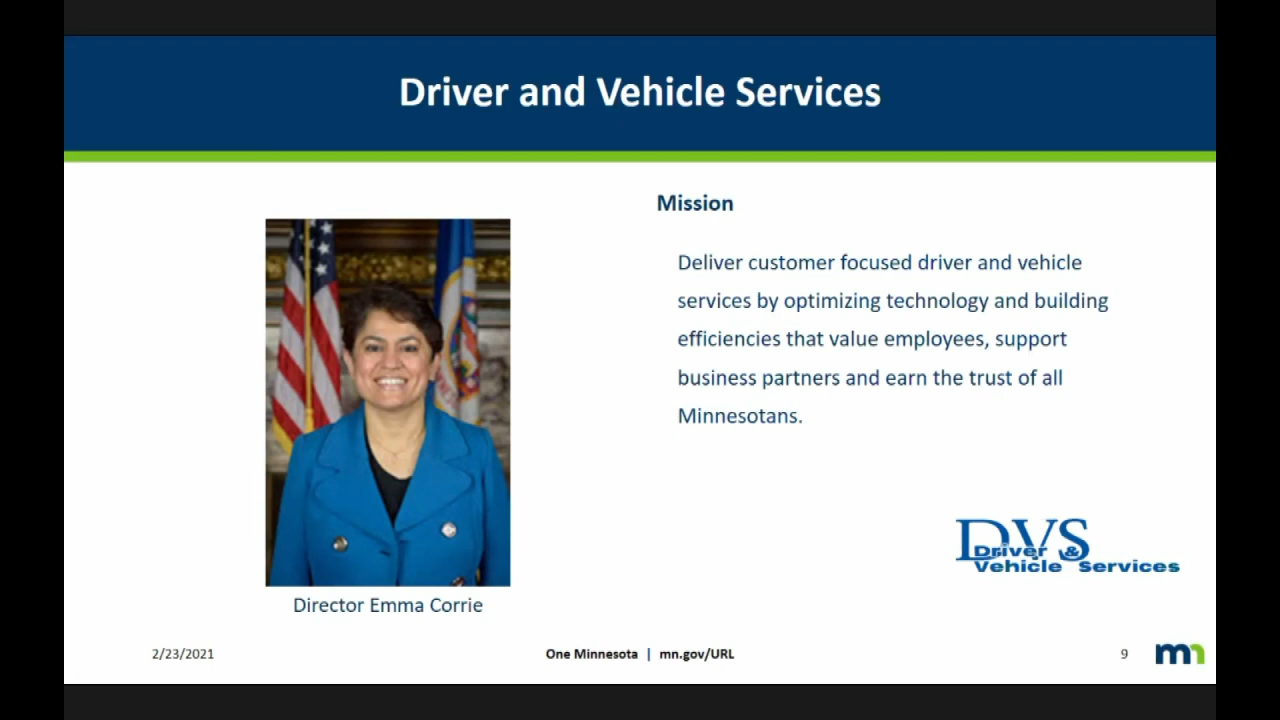 Driver and Vehicle Services
Mission
Deliver customer focused driver and vehicle
services by optimizing technology and building
efficiencies that value employees, support
business partners and earn the trust of all
Minnesotans.
DVS
Driver &
Vehicle Services
Director Emma Corrie
2/23/2021
One Minnesota | mn.gov/URL
9
mn